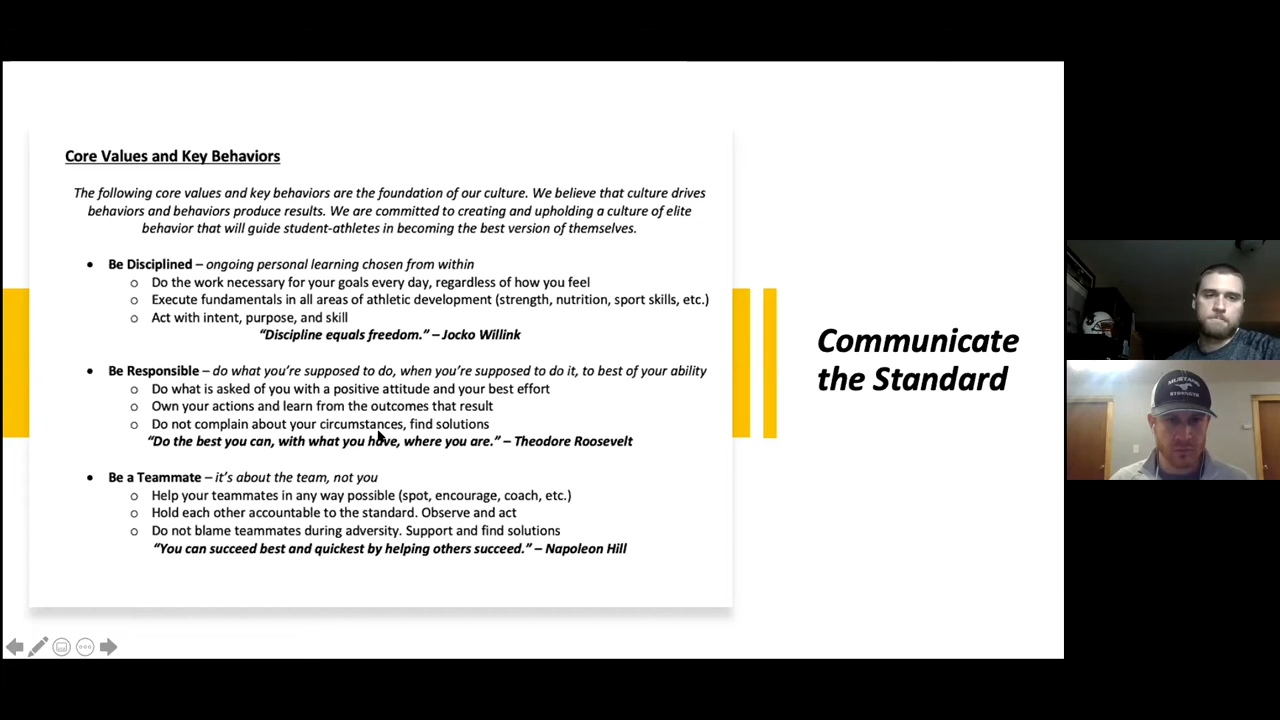 Core Values and Key Behaviors
The following core values and key behaviors are the foundation of our culture. We believe that culture drives
behaviors and behaviors produce results. We are committed to creating and upholding a culture of elite
behavior that will guide student-athletes in becoming the best version of themselves.
• Be Disciplined – ongoing personal learning chosen from within
o Do the work necessary for your goals every day, regardless of how you feel
o Execute fundamentals in all areas of athletic development (strength, nutrition, sport skills, etc.)
o Act with intent, purpose, and skill
“Discipline equals freedom.” – Jocko Willink
• Be Responsible – do what you’re supposed to do, when you’re supposed to do it, to best of your ability
o Do what is asked of you with a positive attitude and your best effort
o Own your actions and learn from the outcomes that result
o Do not complain about your circumstances, find solutions
“Do the best you can, with what you have, where you are.” – Theodore Roosevelt
• Be a Teammate – it’s about the team, not you
o Help your teammates in any way possible (spot, encourage, coach, etc.)
o Hold each other accountable to the standard. Observe and act
o Do not blame teammates during adversity. Support and find solutions
“You can succeed best and quickest by helping others succeed.” – Napoleon Hill
Communicate
the Standard
MUSTANG
STRENGTH